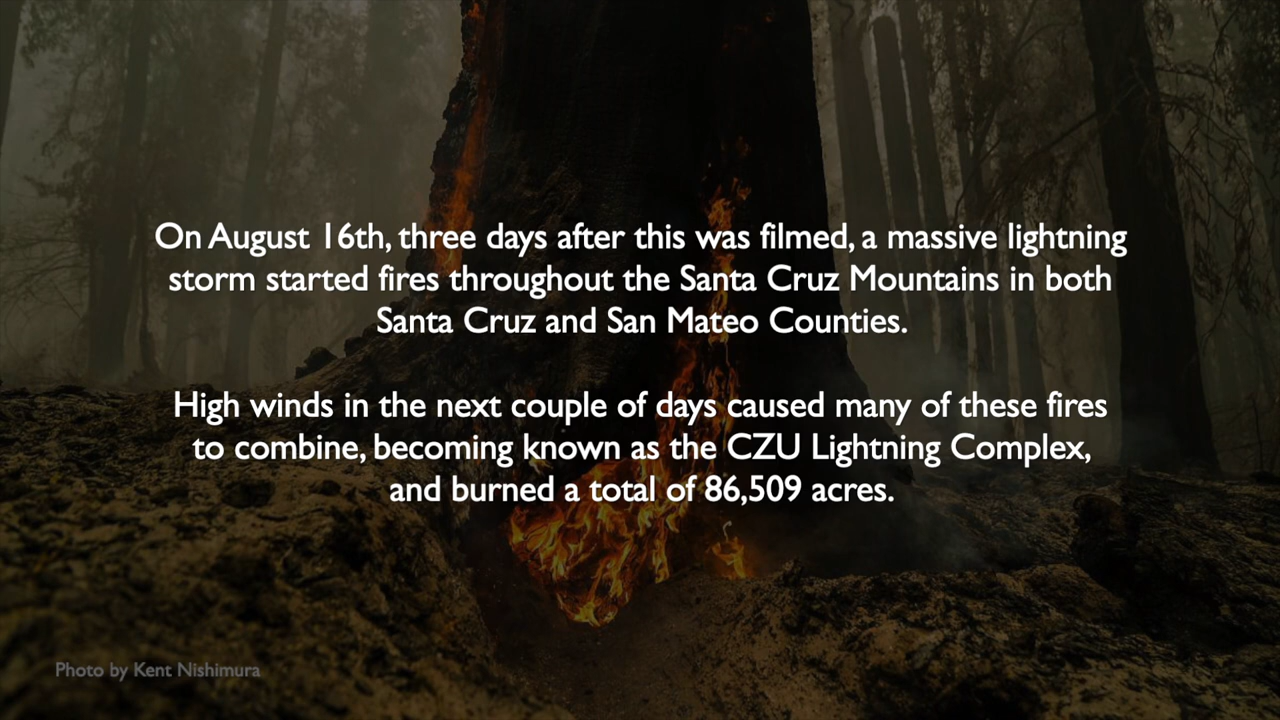 On August 16th, three days after this was filmed, a massive lightning
storm started fires throughout the Santa Cruz Mountains in both
Santa Cruz and San Mateo Counties.
High winds in the next couple of days caused many of these fires
to combine, becoming known as the CZU Lightning Complex,
and burned a total of 86,509 acres.
Photo by Kent Nishimura